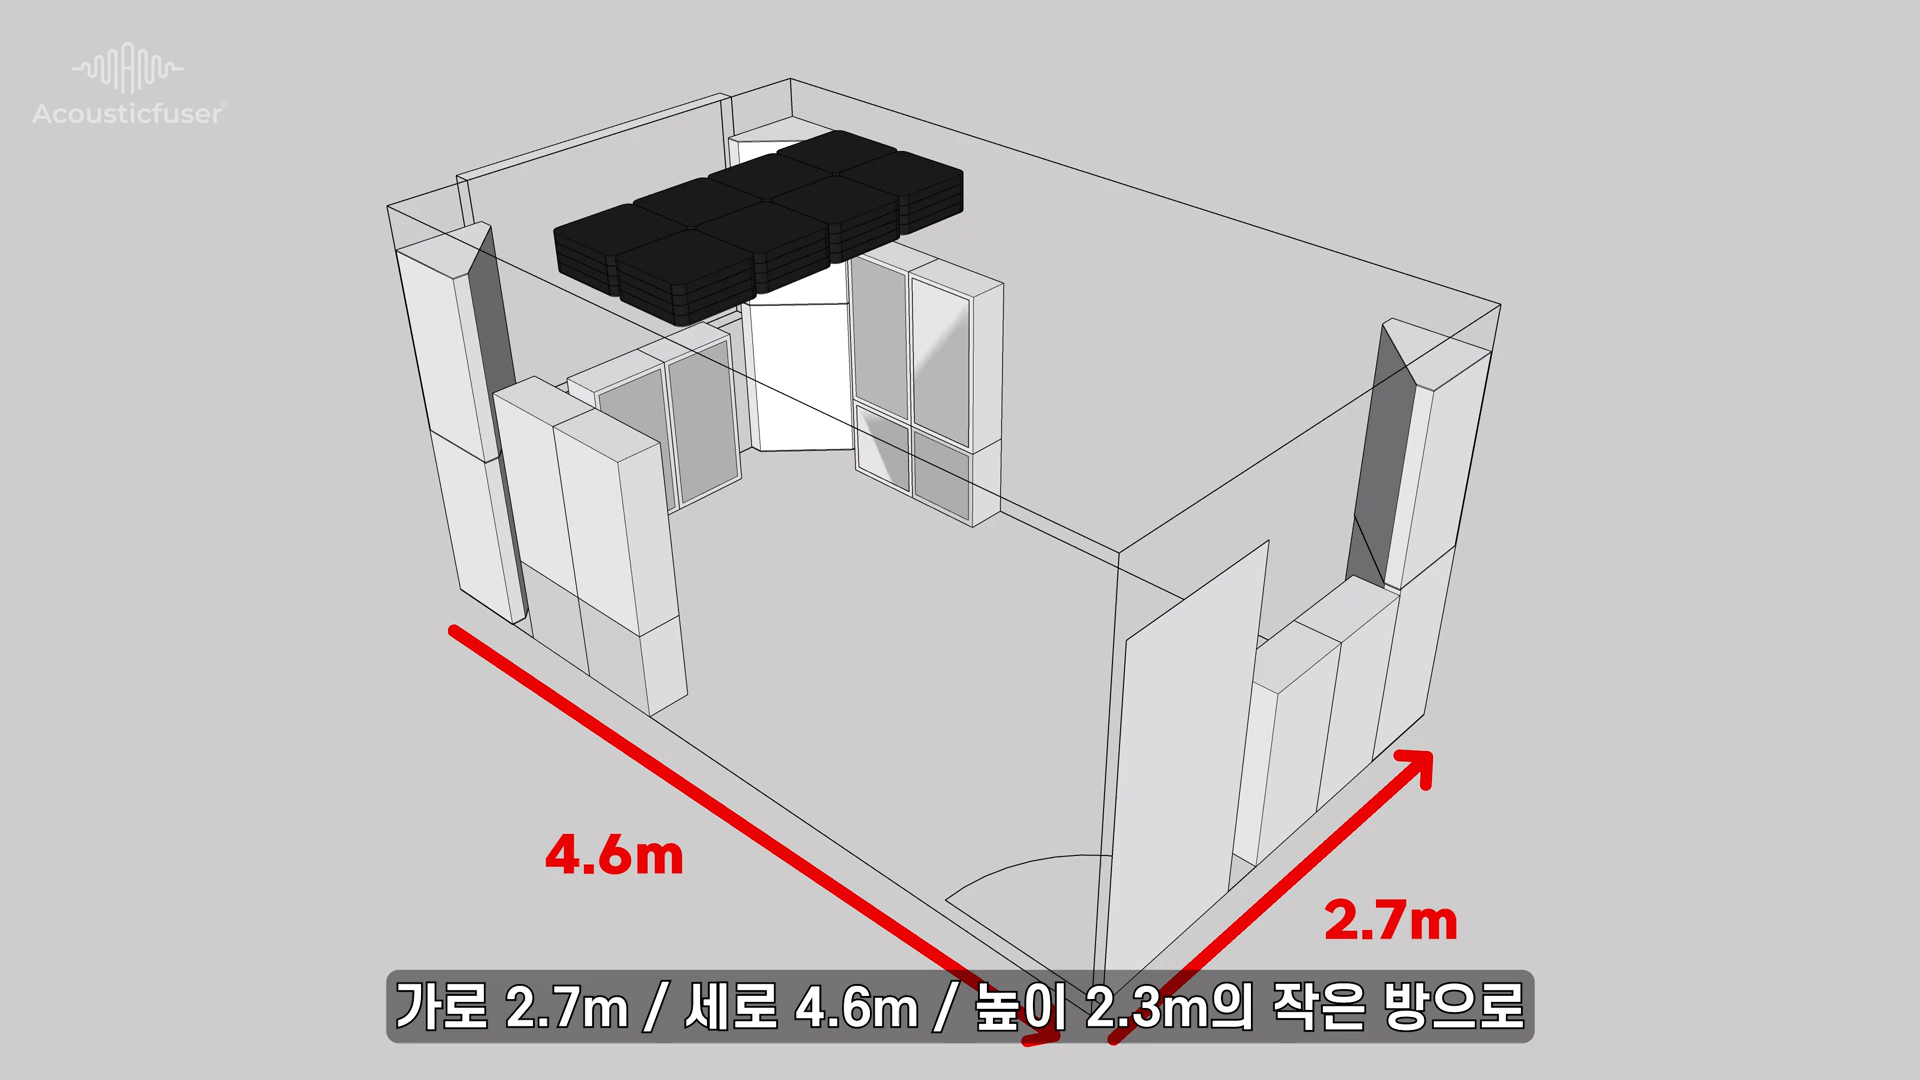 Acousticfuser®
4.6m
2.7m
가로 2.7m / 세로 4.6m / 높이 2.3m의 작은 방으로